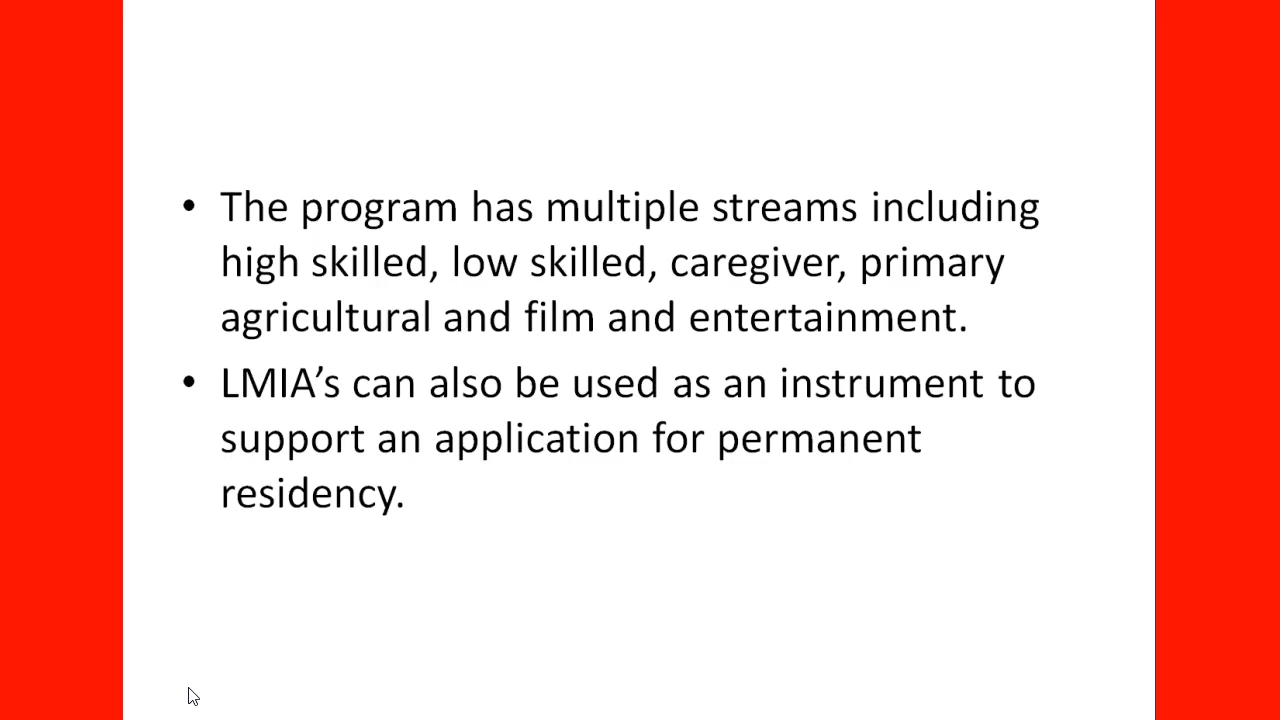 • The program has multiple streams including
high skilled, low skilled, caregiver, primary
agricultural and film and entertainment.
• LMIA’s can also be used as an instrument to
support an application for permanent
residency.